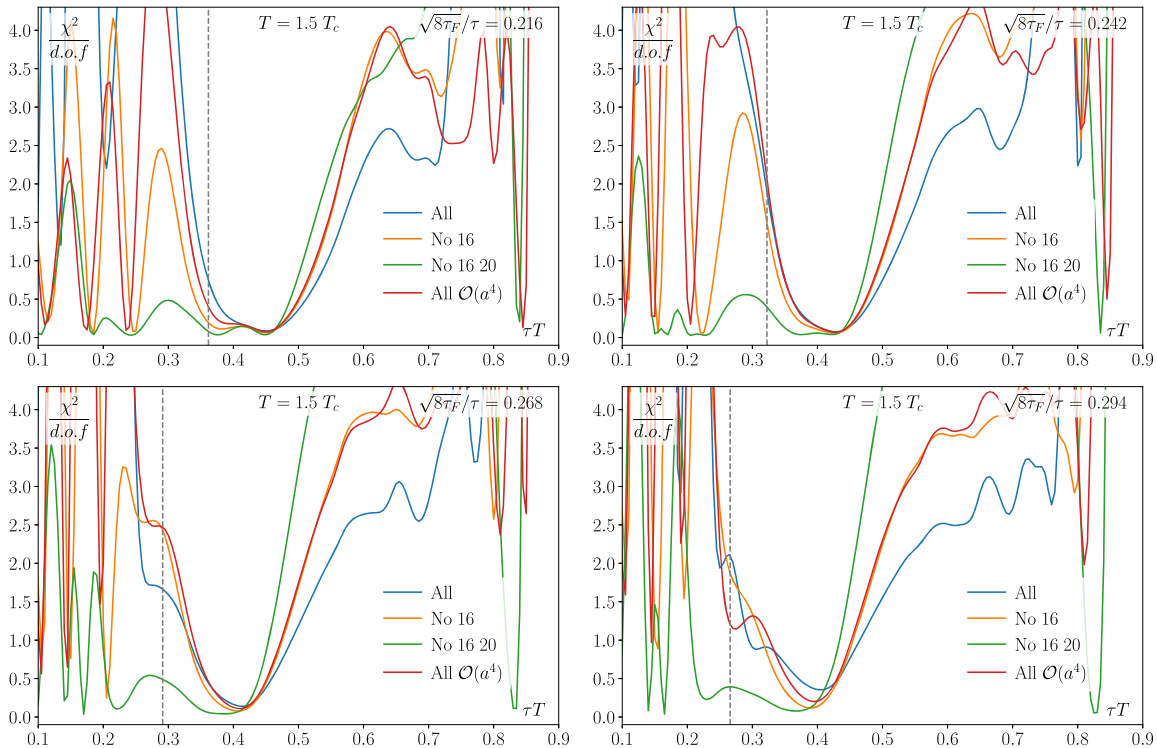 χ²
d.o.f
T = 1.5 T_c
√8τ_F/τ = 0.216
4.0
3.5
3.0
2.5
2.0
1.5
1.0
0.5
0.0
All
No 16
No 16 20
All 𝒪(a⁴)
τT
0.1 0.2 0.3 0.4 0.5 0.6 0.7 0.8 0.9
χ²
d.o.f
T = 1.5 T_c
√8τ_F/τ = 0.242
4.0
3.5
3.0
2.5
2.0
1.5
1.0
0.5
0.0
All
No 16
No 16 20
All 𝒪(a⁴)
τT
0.1 0.2 0.3 0.4 0.5 0.6 0.7 0.8 0.9
χ²
d.o.f
T = 1.5 T_c
√8τ_F/τ = 0.268
4.0
3.5
3.0
2.5
2.0
1.5
1.0
0.5
0.0
All
No 16
No 16 20
All 𝒪(a⁴)
τT
0.1 0.2 0.3 0.4 0.5 0.6 0.7 0.8 0.9
χ²
d.o.f
T = 1.5 T_c
√8τ_F/τ = 0.294
4.0
3.5
3.0
2.5
2.0
1.5
1.0
0.5
0.0
All
No 16
No 16 20
All 𝒪(a⁴)
τT
0.1 0.2 0.3 0.4 0.5 0.6 0.7 0.8 0.9